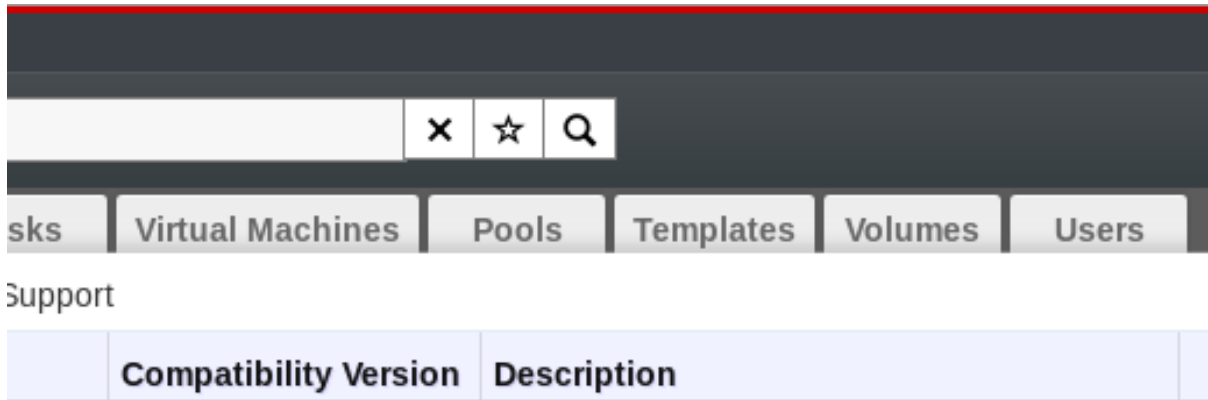 sks Virtual Machines Pools Templates Volumes Users
Support
Compatibility Version Description